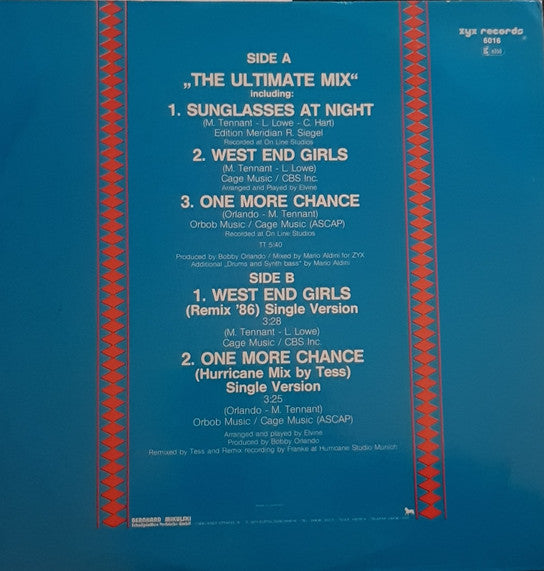 zyx records
6016
SIDE A
„THE ULTIMATE MIX“
including:
1. SUNGLASSES AT NIGHT
(M. Tennant - L. Lowe - C. Hart)
Edition Meridian R. Siegel
Recorded at On Line Studios
2. WEST END GIRLS
(M. Tennant - L. Lowe)
Cage Music / CBS Inc.
Arranged and Played by Elvine
3. ONE MORE CHANCE
(Orlando - M. Tennant)
Orbob Music / Cage Music (ASCAP)
Recorded at On Line Studios
TT 5:40
Produced by Bobby Orlando / Mixed by Mario Aldini for ZYX
Additional „Drums and Synth bass“ by Mario Aldini
SIDE B
1. WEST END GIRLS
(Remix '86) Single Version
3:28
(M. Tennant - L. Lowe)
Cage Music / CBS Inc.
2. ONE MORE CHANCE
(Hurricane Mix by Tess)
Single Version
3:25
(Orlando - M. Tennant)
Orbob Music / Cage Music (ASCAP)
Arranged and played by Elvine
Produced by Bobby Orlando
Remixed by Tess and Remix recording by Franke at Hurricane Studio Munich
BERNHARD MIKULSKI
Schallplatten Vertriebs-GmbH